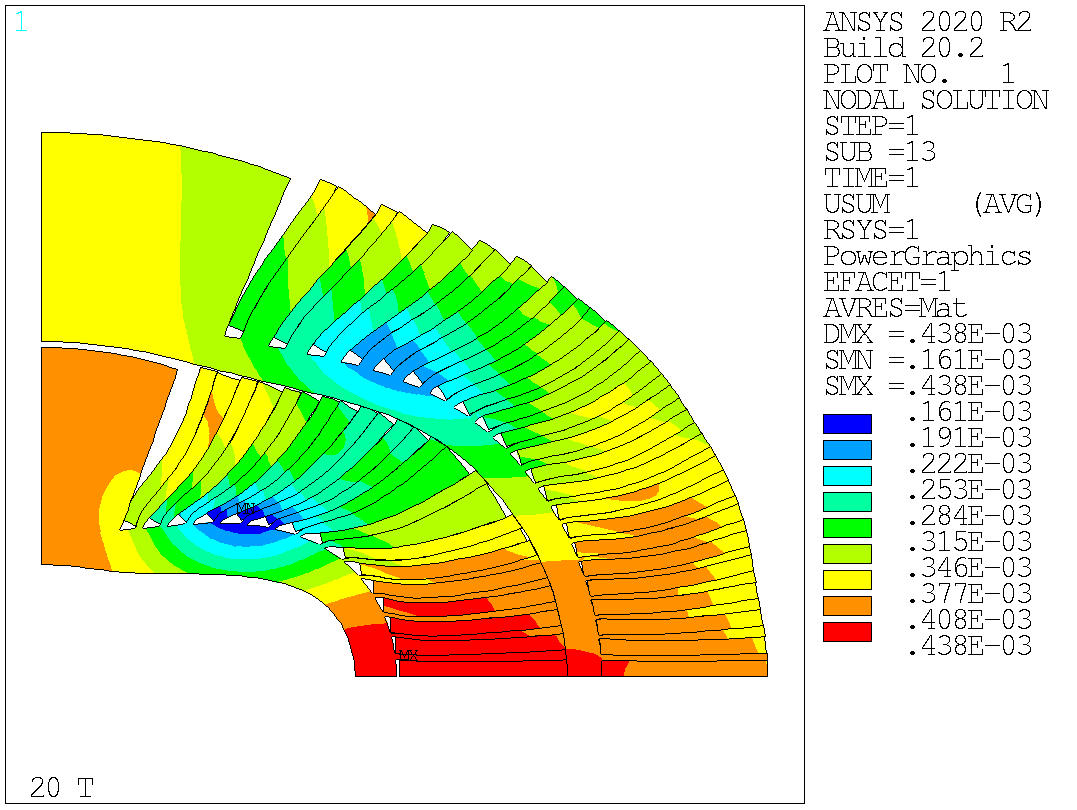 1
ANSYS 2020 R2
Build 20.2
PLOT NO. 1
NODAL SOLUTION
STEP=1
SUB =13
TIME=1
USUM (AVG)
RSYS=1
PowerGraphics
EFACET=1
AVRES=Mat
DMX =.438E-03
SMN =.161E-03
SMX =.438E-03
.161E-03
.191E-03
.222E-03
.253E-03
.284E-03
.315E-03
.346E-03
.377E-03
.408E-03
.438E-03
MN
MX
20 T